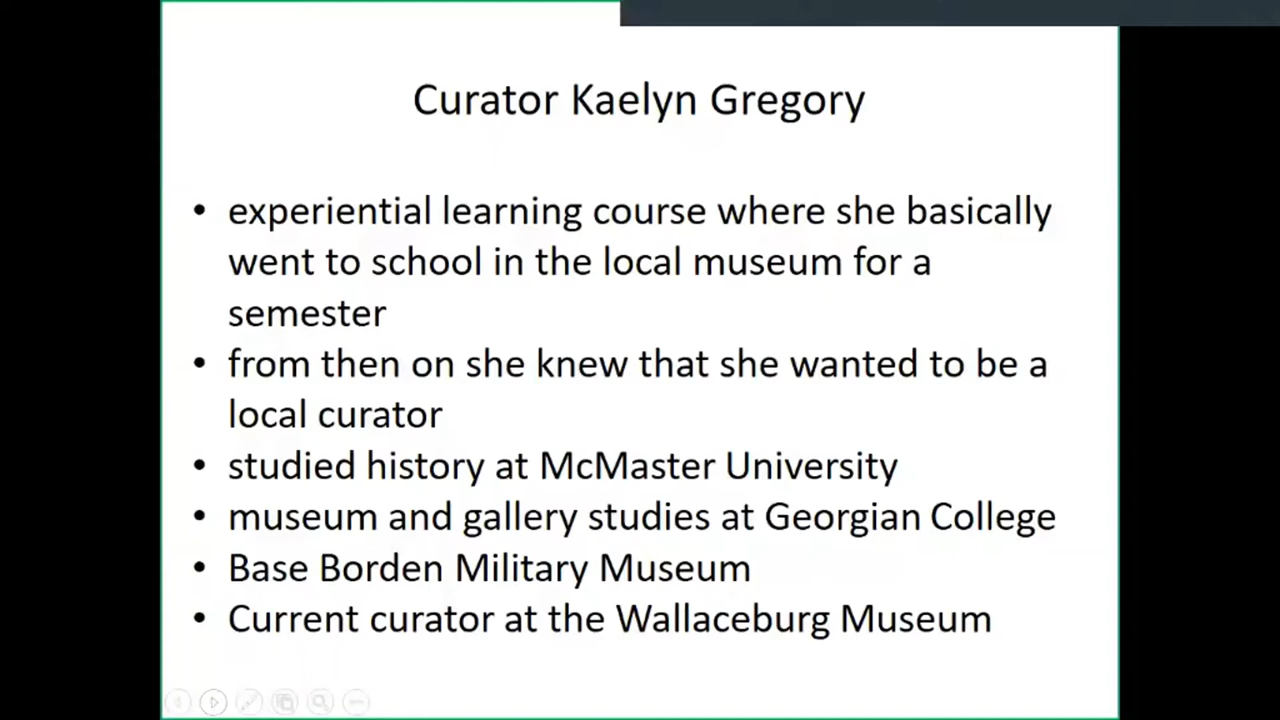 Curator Kaelyn Gregory
• experiential learning course where she basically
went to school in the local museum for a
semester
• from then on she knew that she wanted to be a
local curator
• studied history at McMaster University
• museum and gallery studies at Georgian College
• Base Borden Military Museum
• Current curator at the Wallaceburg Museum